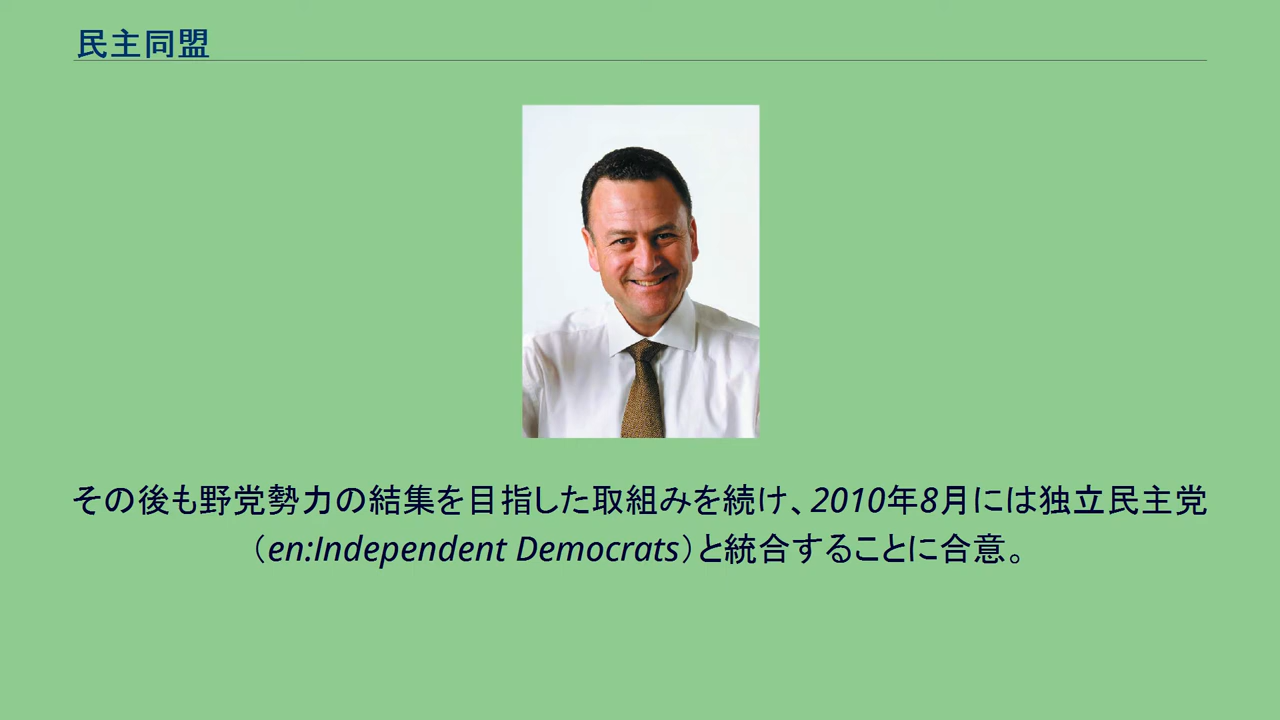 民主同盟
その後も野党勢力の結集を目指した取組みを続け、2010年8月には独立民主党
（en:Independent Democrats）と統合することに合意。